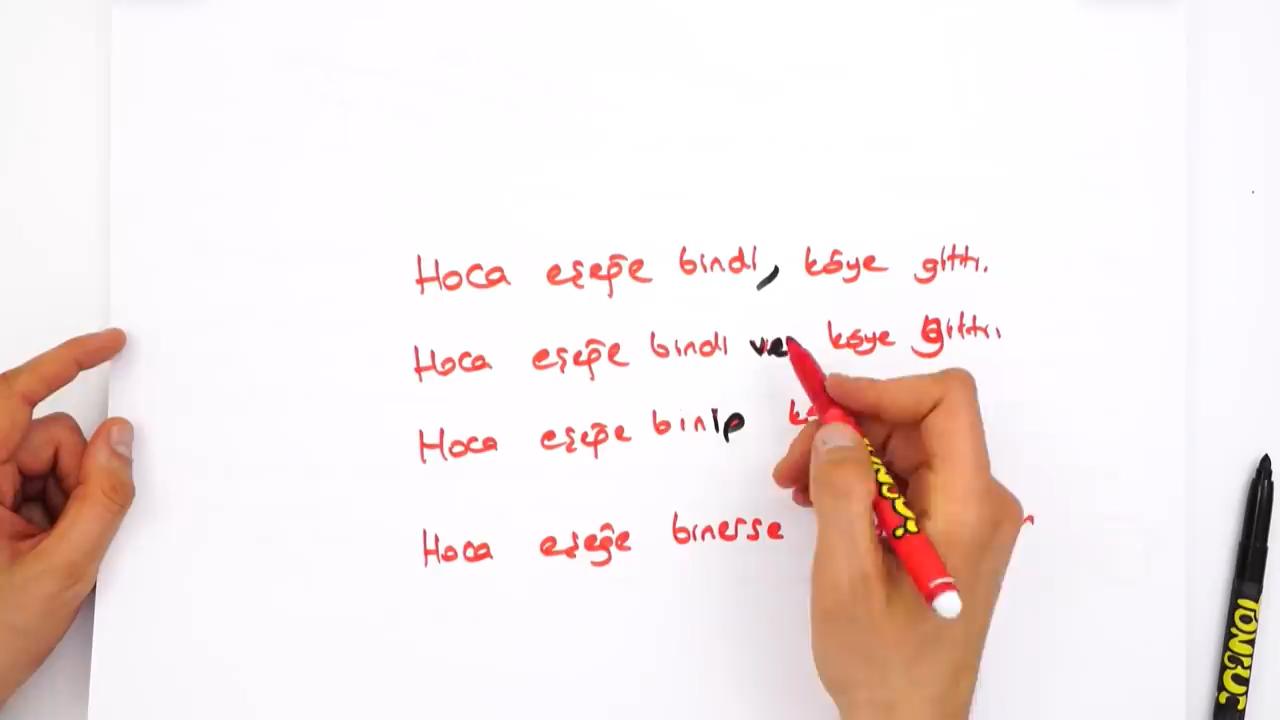 Hoca eşeğe bindi, köye gitti.
Hoca eşeğe bindi ve köye gitti.
Hoca eşeğe binip
Hoca eşeğe binerse